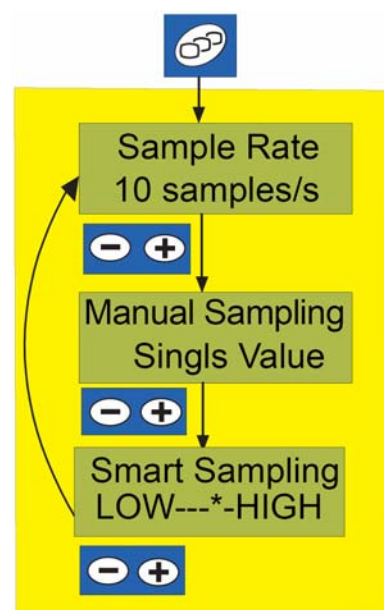 Sample Rate
10 samples/s
− +
Manual Sampling
Singls Value
− +
Smart Sampling
LOW---*-HIGH
− +